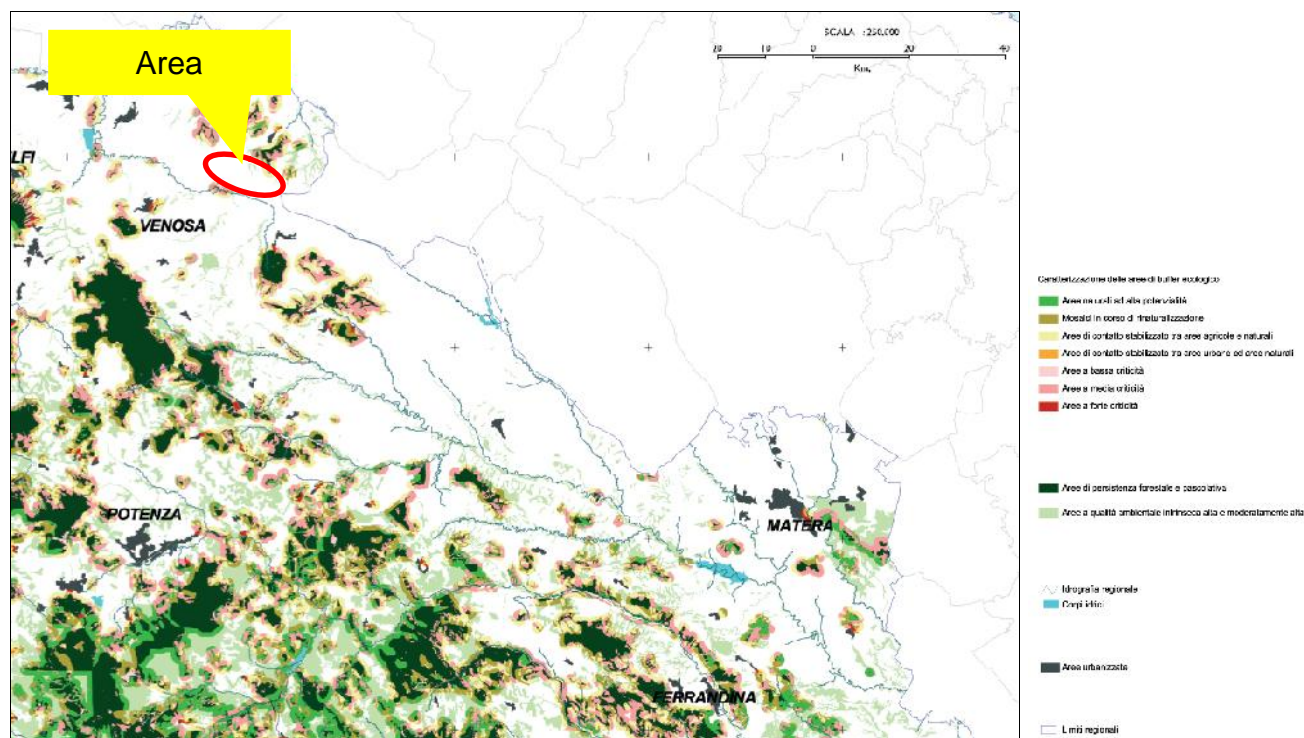 Area
SCALA 1:250.000
20 10 0 20 40
Km.
LFI
VENOSA
POTENZA
MATERA
FERRANDINA
Caratterizzazione delle aree di buffer ecologico
Aree naturali ad alta potenzialità
Mosaici in corso di rinaturalizzazione
Aree di contatto stabilizzato tra aree agricole e naturali
Aree di contatto stabilizzato tra aree urbane ed aree naturali
Aree a bassa criticità
Aree a media criticità
Aree a forte criticità
Aree di persistenza forestale e pascolativa
Aree a qualità ambientale intrinseca alta e moderatamente alta
Idrografia regionale
Corpi idrici
Aree urbanizzate
Limiti regionali